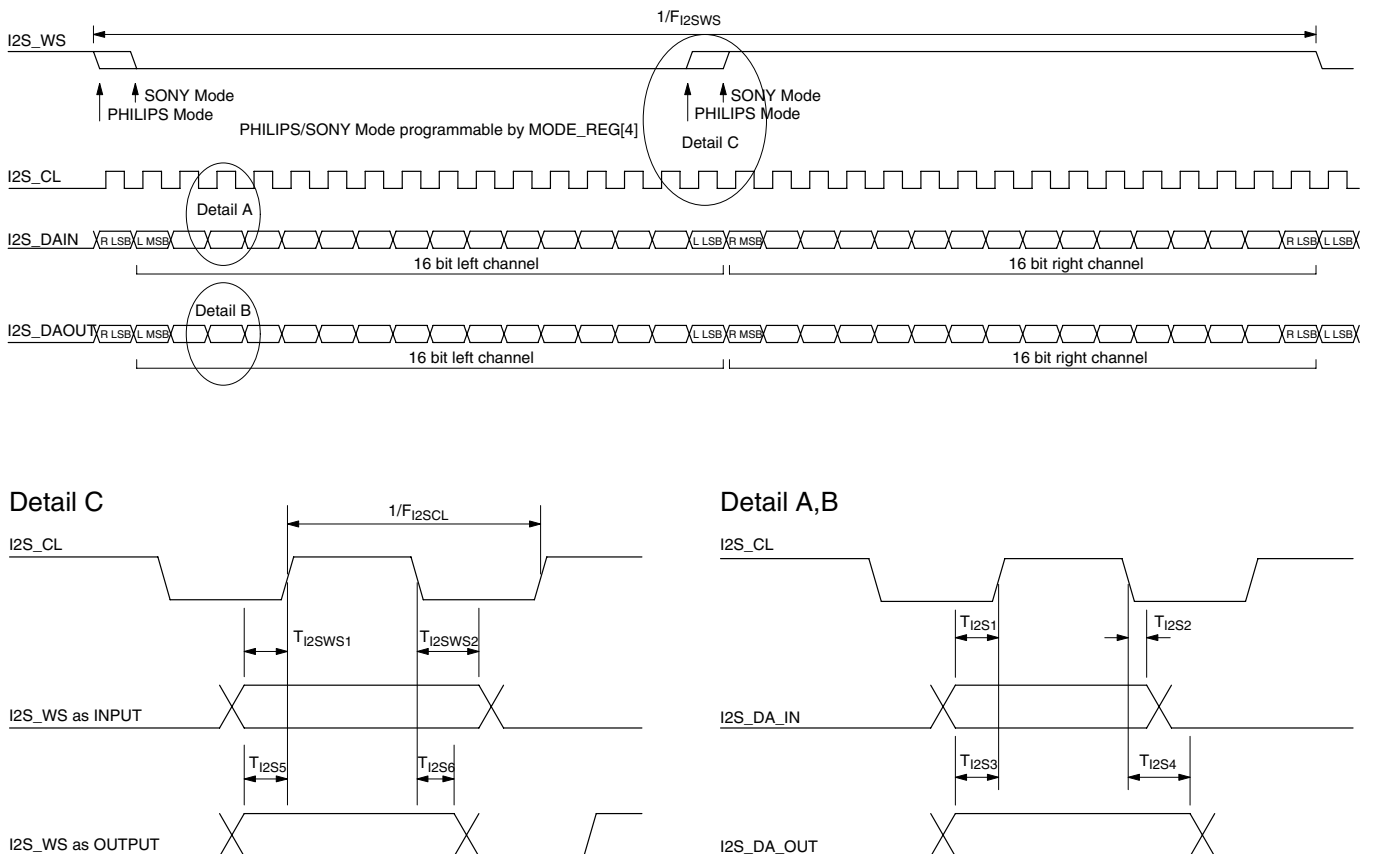 1/FI2SWS
I2S_WS
SONY Mode
PHILIPS Mode
SONY Mode
PHILIPS Mode
PHILIPS/SONY Mode programmable by MODE_REG[4]
Detail C
I2S_CL
Detail A
I2S_DAIN R LSB L MSB L LSB R MSB R LSB L LSB
16 bit left channel 16 bit right channel
Detail B
I2S_DAOUT R LSB L MSB L LSB R MSB R LSB L LSB
16 bit left channel 16 bit right channel
Detail C
1/FI2SCL
I2S_CL
TI2SWS1 TI2SWS2
I2S_WS as INPUT
TI2S5 TI2S6
I2S_WS as OUTPUT
Detail A,B
I2S_CL
TI2S1 TI2S2
I2S_DA_IN
TI2S3 TI2S4
I2S_DA_OUT